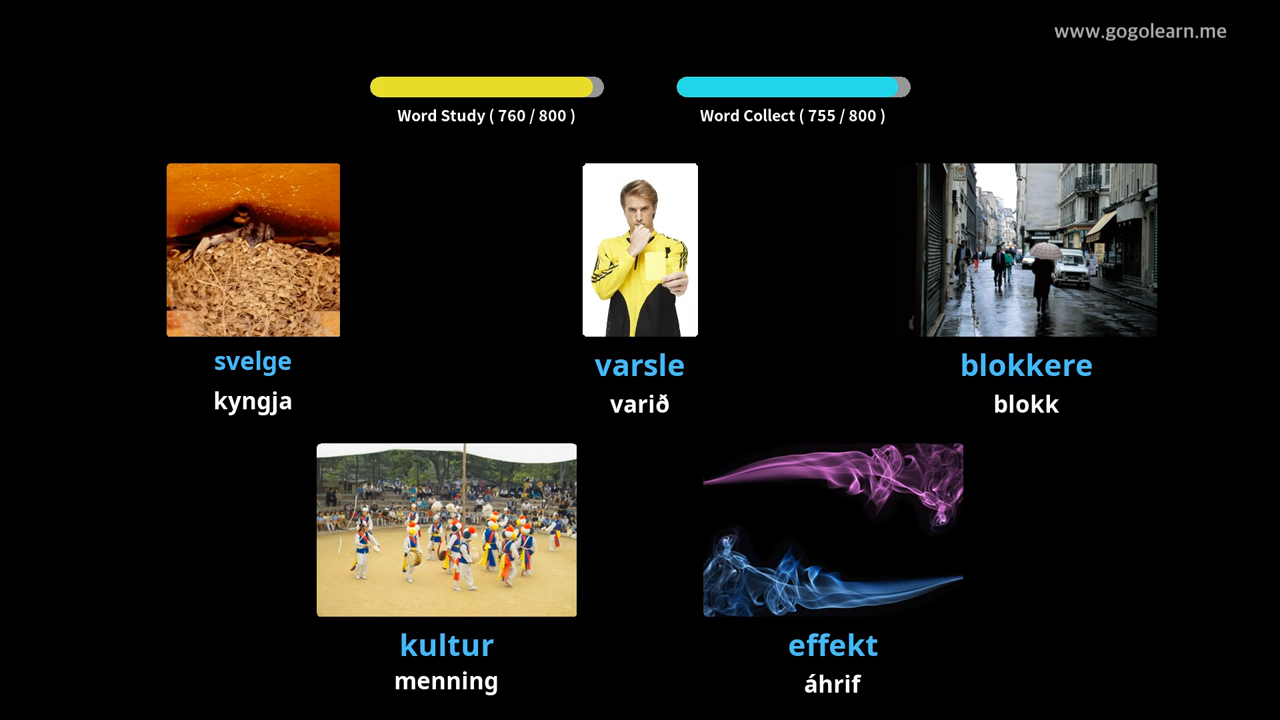 www.gogolearn.me
Word Study ( 760 / 800 )
Word Collect ( 755 / 800 )
svelge
kyngja
varsle
varið
blokkere
blokk
kultur
menning
effekt
áhrif